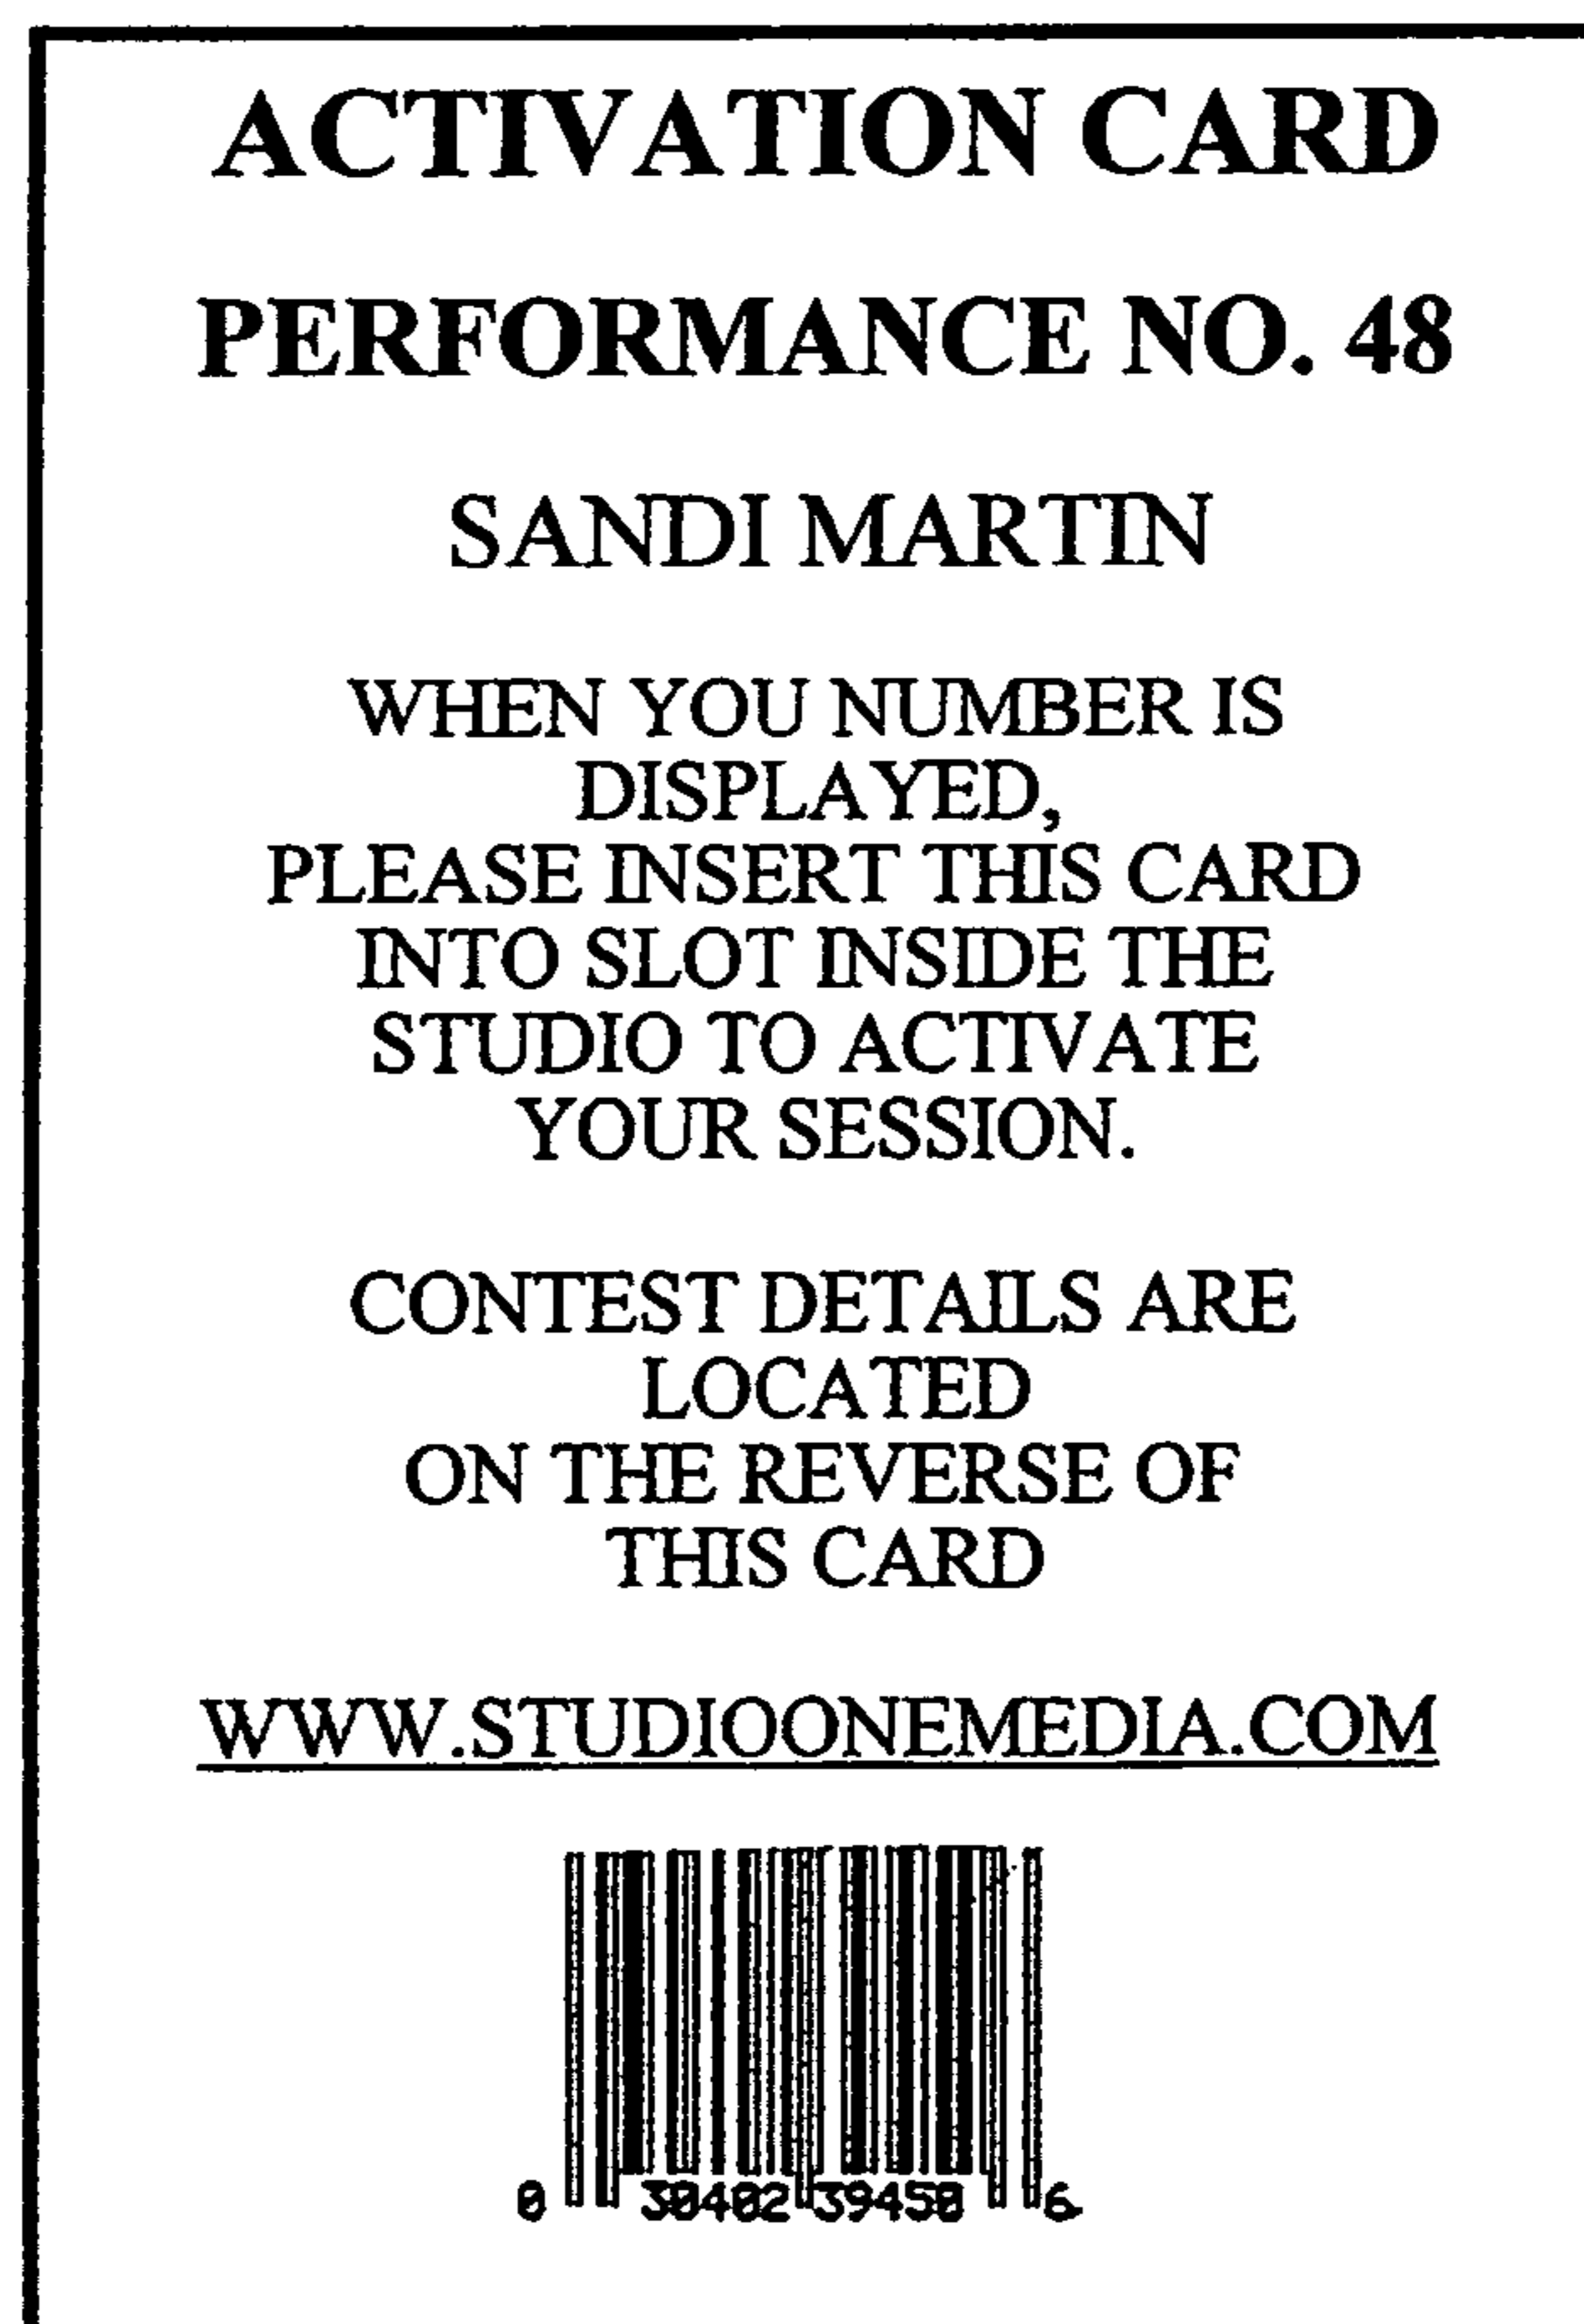 ACTIVATION CARD
PERFORMANCE NO. 48
SANDI MARTIN
WHEN YOU NUMBER IS
DISPLAYED,
PLEASE INSERT THIS CARD
INTO SLOT INSIDE THE
STUDIO TO ACTIVATE
YOUR SESSION.
CONTEST DETAILS ARE
LOCATED
ON THE REVERSE OF
THIS CARD
WWW.STUDIOONEMEDIA.COM
0 30402 39450 6